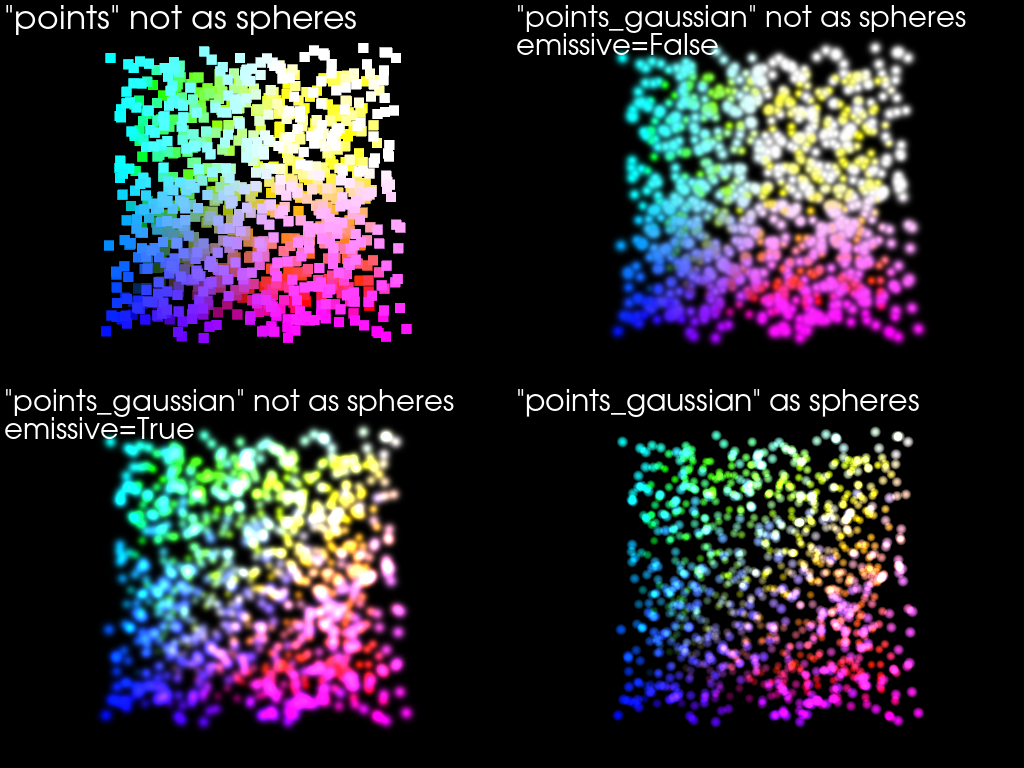 "points" not as spheres
"points_gaussian" not as spheres
emissive=False
"points_gaussian" not as spheres
emissive=True
"points_gaussian" as spheres